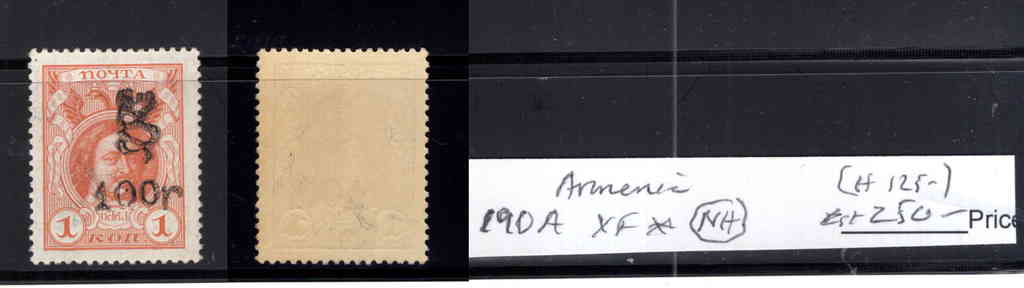 ПОЧТА
100r
1 КОП. 1
Armenia (H 125-)
190A XF * NH est 250- Price